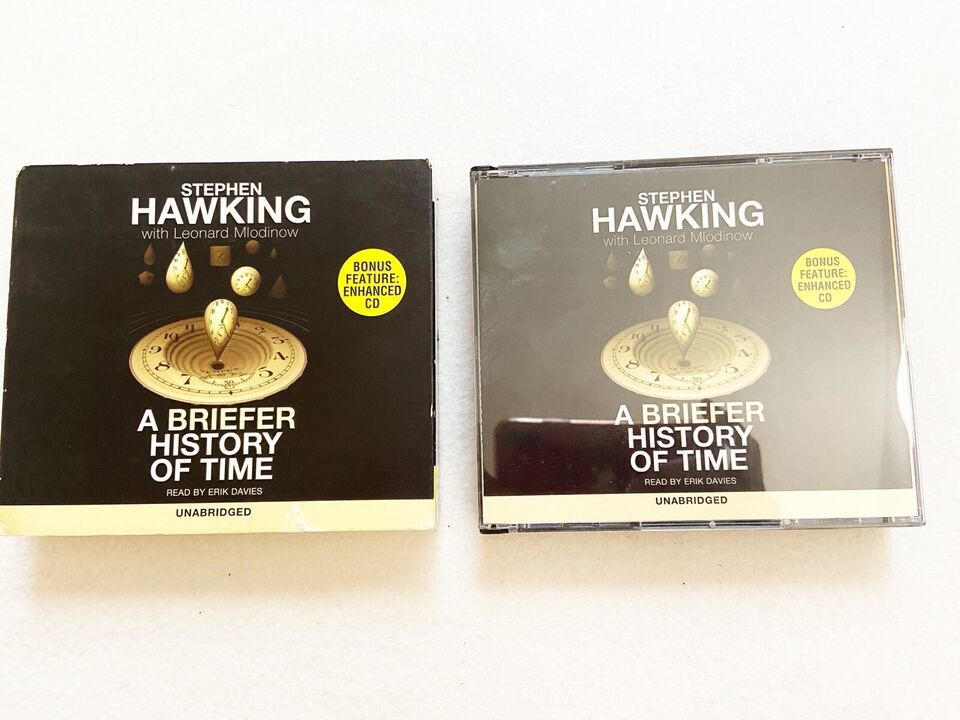 STEPHEN
HAWKING
with Leonard Mlodinow
BONUS
FEATURE:
ENHANCED
CD
A BRIEFER
HISTORY
OF TIME
READ BY ERIK DAVIES
UNABRIDGED
STEPHEN
HAWKING
with Leonard Mlodinow
BONUS
FEATURE:
ENHANCED
CD
A BRIEFER
HISTORY
OF TIME
READ BY ERIK DAVIES
UNABRIDGED